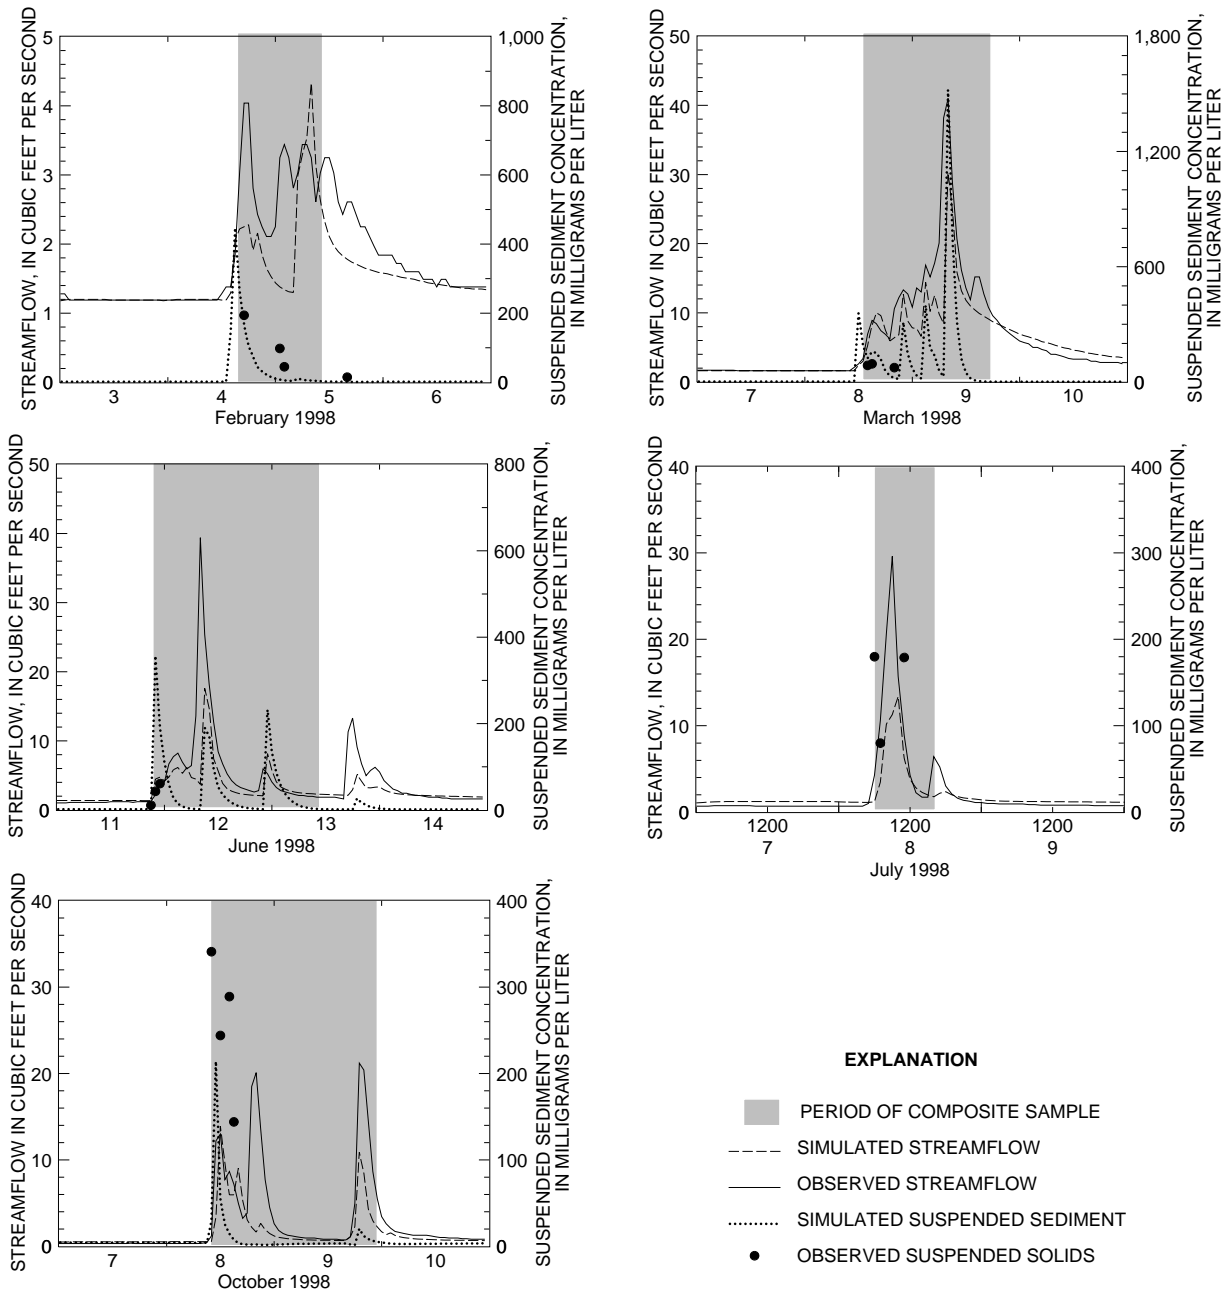 STREAMFLOW, IN CUBIC FEET PER SECOND
5
4
3
2
1
0
1,000
800
600
400
200
0
SUSPENDED SEDIMENT CONCENTRATION,
IN MILLIGRAMS PER LITER
3 4 5 6
February 1998
STREAMFLOW IN CUBIC FEET PER SECOND
50
40
30
20
10
0
1,800
1,200
600
0
SUSPENDED SEDIMENT CONCENTRATION,
IN MILLIGRAMS PER LITER
7 8 9 10
March 1998
STREAMFLOW, IN CUBIC FEET PER SECOND
50
40
30
20
10
0
800
600
400
200
0
SUSPENDED SEDIMENT CONCENTRATION,
IN MILLIGRAMS PER LITER
11 12 13 14
June 1998
STREAMFLOW, IN CUBIC FEET PER SECOND
40
30
20
10
0
400
300
200
100
0
SUSPENDED SEDIMENT CONCENTRATION,
IN MILLIGRAMS PER LITER
1200 1200 1200
7 8 9
July 1998
STREAMFLOW IN CUBIC FEET PER SECOND
40
30
20
10
0
400
300
200
100
0
SUSPENDED SEDIMENT CONCENTRATION,
IN MILLIGRAMS PER LITER
7 8 9 10
October 1998
EXPLANATION
PERIOD OF COMPOSITE SAMPLE
SIMULATED STREAMFLOW
OBSERVED STREAMFLOW
SIMULATED SUSPENDED SEDIMENT
OBSERVED SUSPENDED SOLIDS